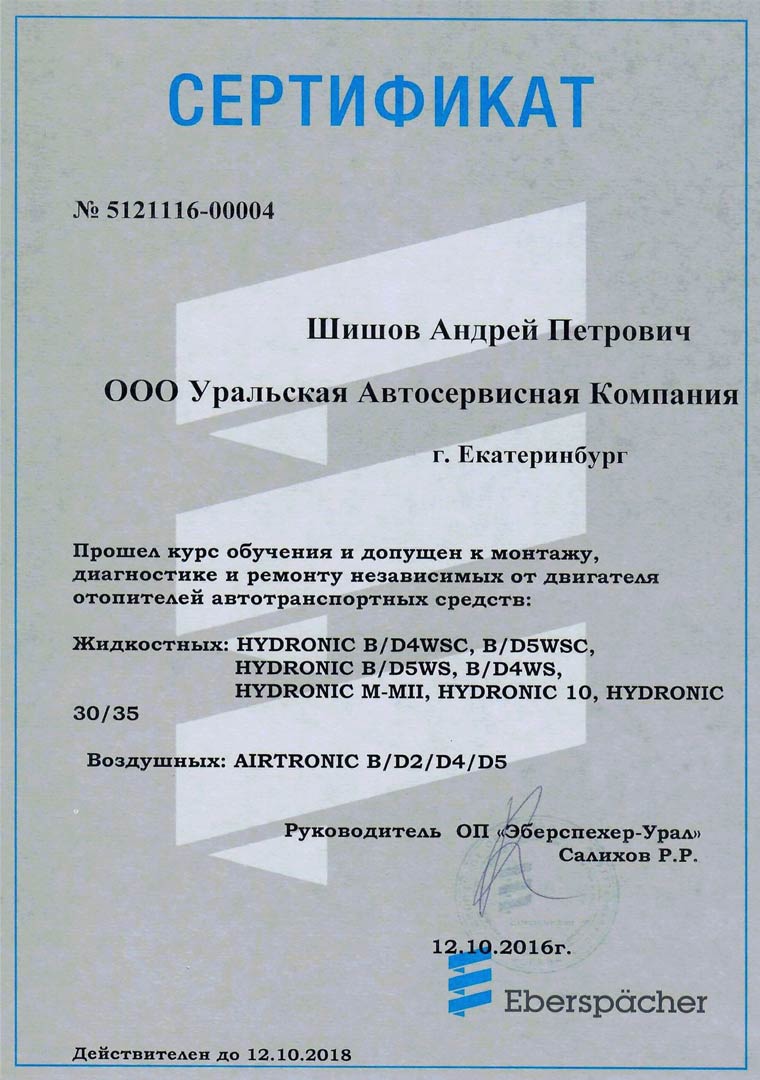 СЕРТИФИКАТ
№ 5121116-00004
Шишов Андрей Петрович
ООО Уральская Автосервисная Компания
г. Екатеринбург
Прошел курс обучения и допущен к монтажу,
диагностике и ремонту независимых от двигателя
отопителей автотранспортных средств:
Жидкостных: HYDRONIC B/D4WSC, B/D5WSC,
HYDRONIC B/D5WS, B/D4WS,
HYDRONIC M-MII, HYDRONIC 10, HYDRONIC
30/35
Воздушных: AIRTRONIC B/D2/D4/D5
Руководитель ОП «Эберспехер-Урал»
Салихов Р.Р.
12.10.2016г.
Eberspächer
Действителен до 12.10.2018